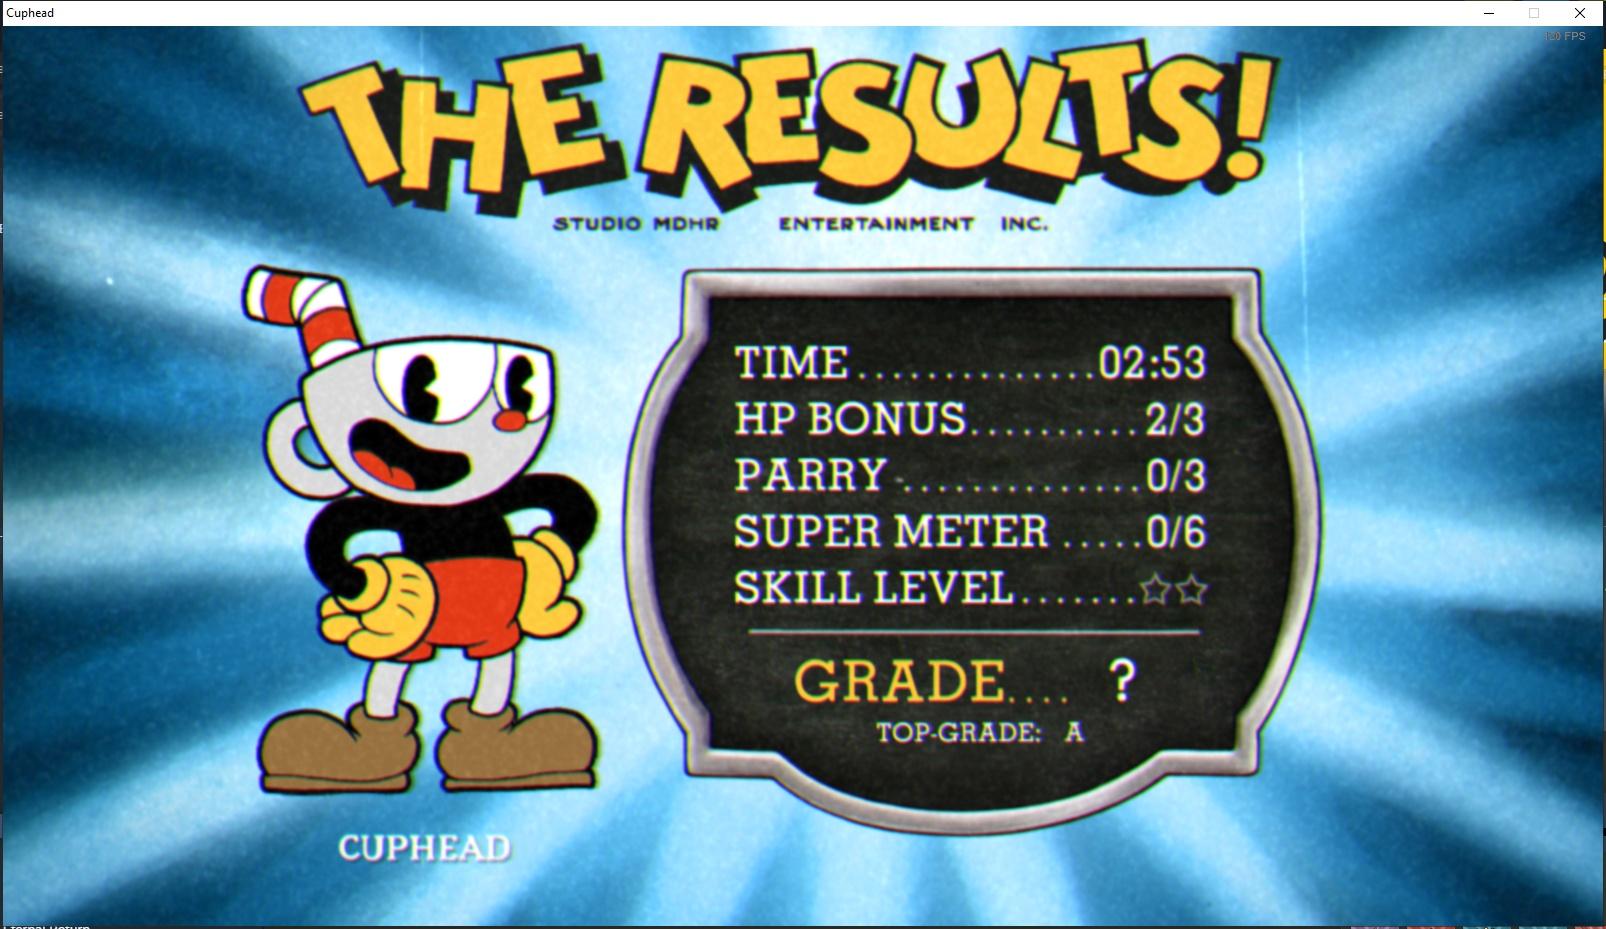 Cuphead
THE RESULTS!
STUDIO MDHR ENTERTAINMENT INC.
TIME..............02:53
HP BONUS..........2/3
PARRY..............0/3
SUPER METER.....0/6
SKILL LEVEL.......☆☆
GRADE.... ?
TOP-GRADE: A
CUPHEAD